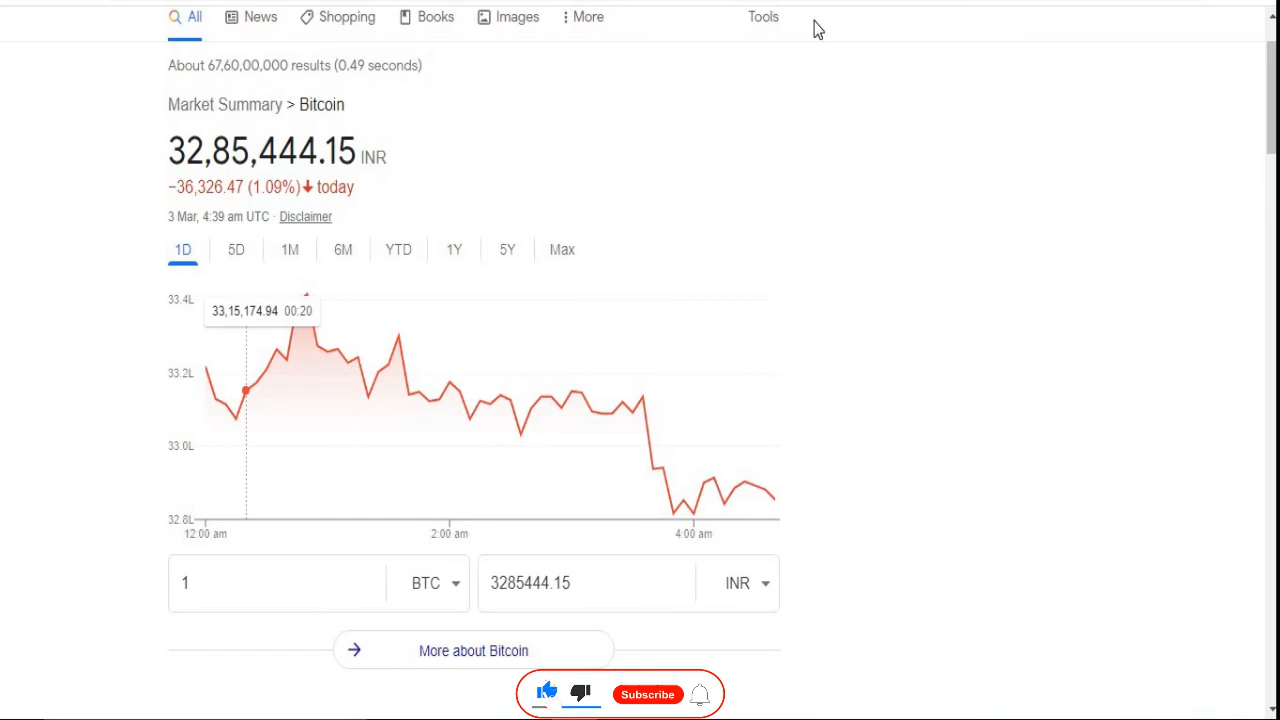 All News Shopping Books Images More Tools
About 67,60,00,000 results (0.49 seconds)
Market Summary > Bitcoin
32,85,444.15 INR
−36,326.47 (1.09%) today
3 Mar, 4:39 am UTC · Disclaimer
1D 5D 1M 6M YTD 1Y 5Y Max
33.4L
33,15,174.94 00:20
33.2L
33.0L
32.8L
12:00 am 2:00 am 4:00 am
1 BTC 3285444.15 INR
More about Bitcoin
Subscribe